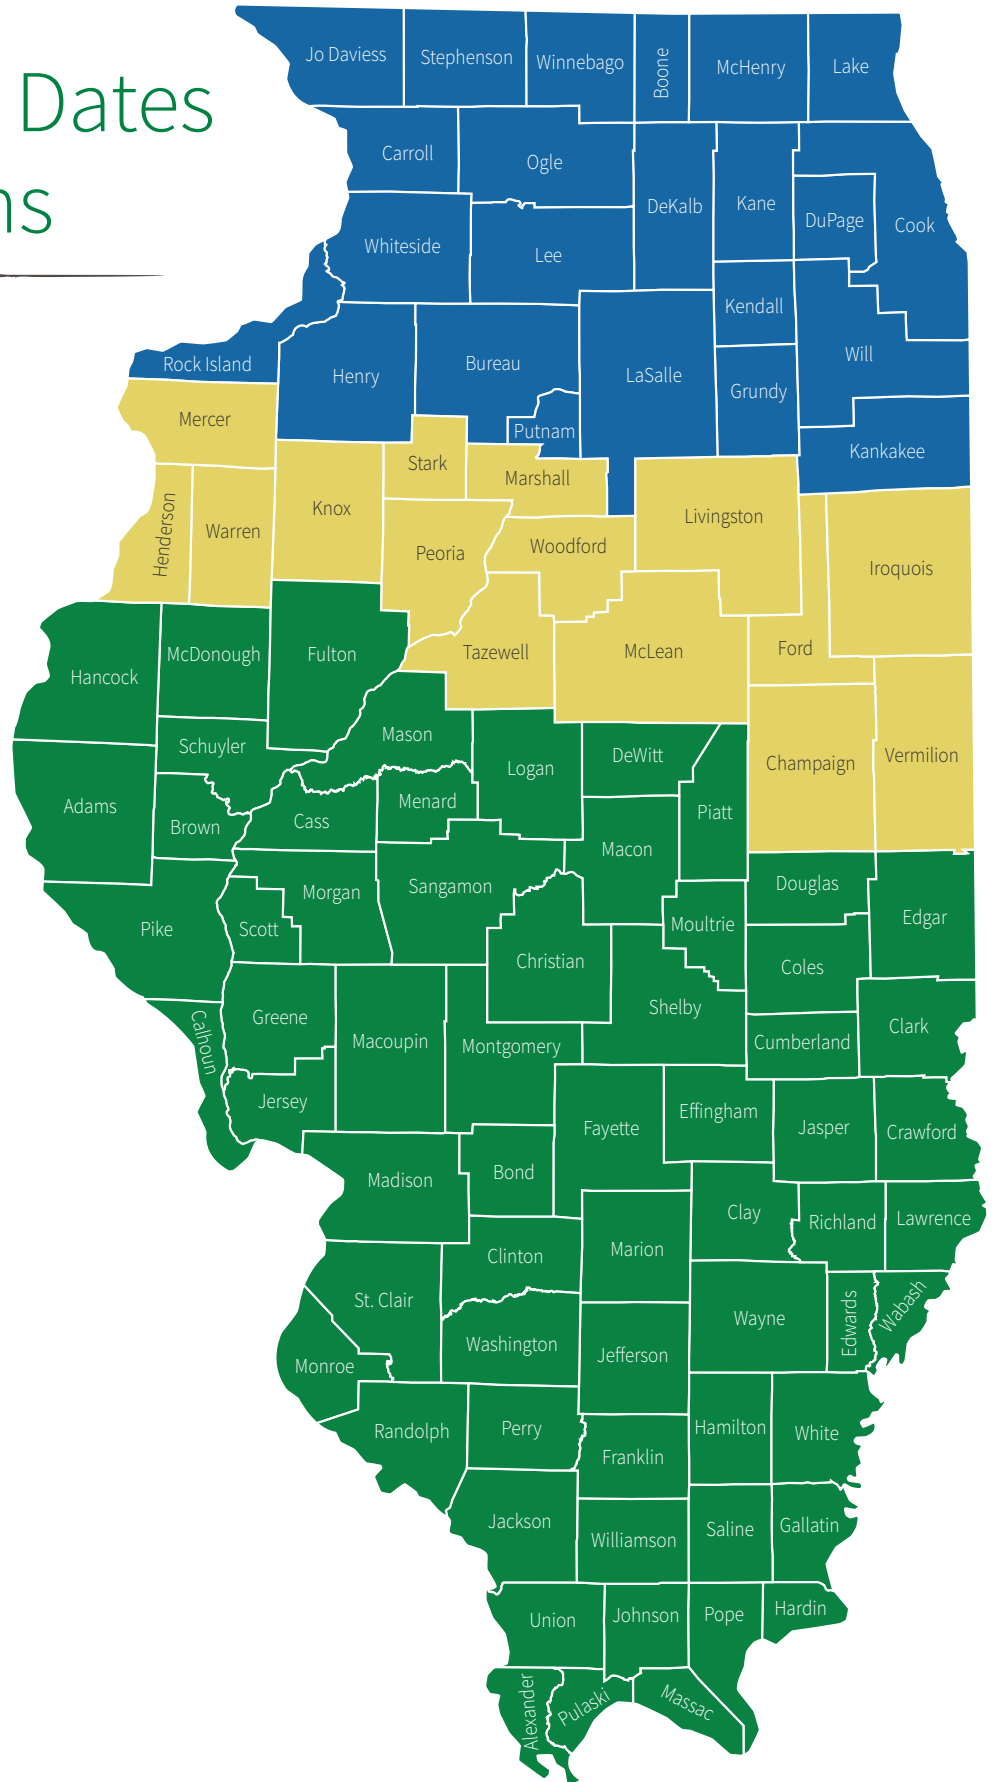 Dates
ns
Jo Daviess
Stephenson
Winnebago
Boone
McHenry
Lake
Carroll
Ogle
DeKalb
Kane
DuPage
Cook
Whiteside
Lee
Kendall
Will
Rock Island
Henry
Bureau
LaSalle
Grundy
Putnam
Kankakee
Mercer
Stark
Marshall
Henderson
Warren
Knox
Peoria
Woodford
Livingston
Iroquois
Hancock
McDonough
Fulton
Tazewell
McLean
Ford
Schuyler
Mason
Logan
DeWitt
Champaign
Vermilion
Adams
Brown
Cass
Menard
Piatt
Macon
Pike
Scott
Morgan
Sangamon
Douglas
Moultrie
Edgar
Christian
Coles
Calhoun
Greene
Macoupin
Montgomery
Shelby
Cumberland
Clark
Jersey
Fayette
Effingham
Jasper
Crawford
Madison
Bond
Clay
Richland
Lawrence
Clinton
Marion
St. Clair
Washington
Wayne
Edwards
Wabash
Monroe
Jefferson
Randolph
Perry
Franklin
Hamilton
White
Jackson
Williamson
Saline
Gallatin
Union
Johnson
Pope
Hardin
Alexander
Pulaski
Massac